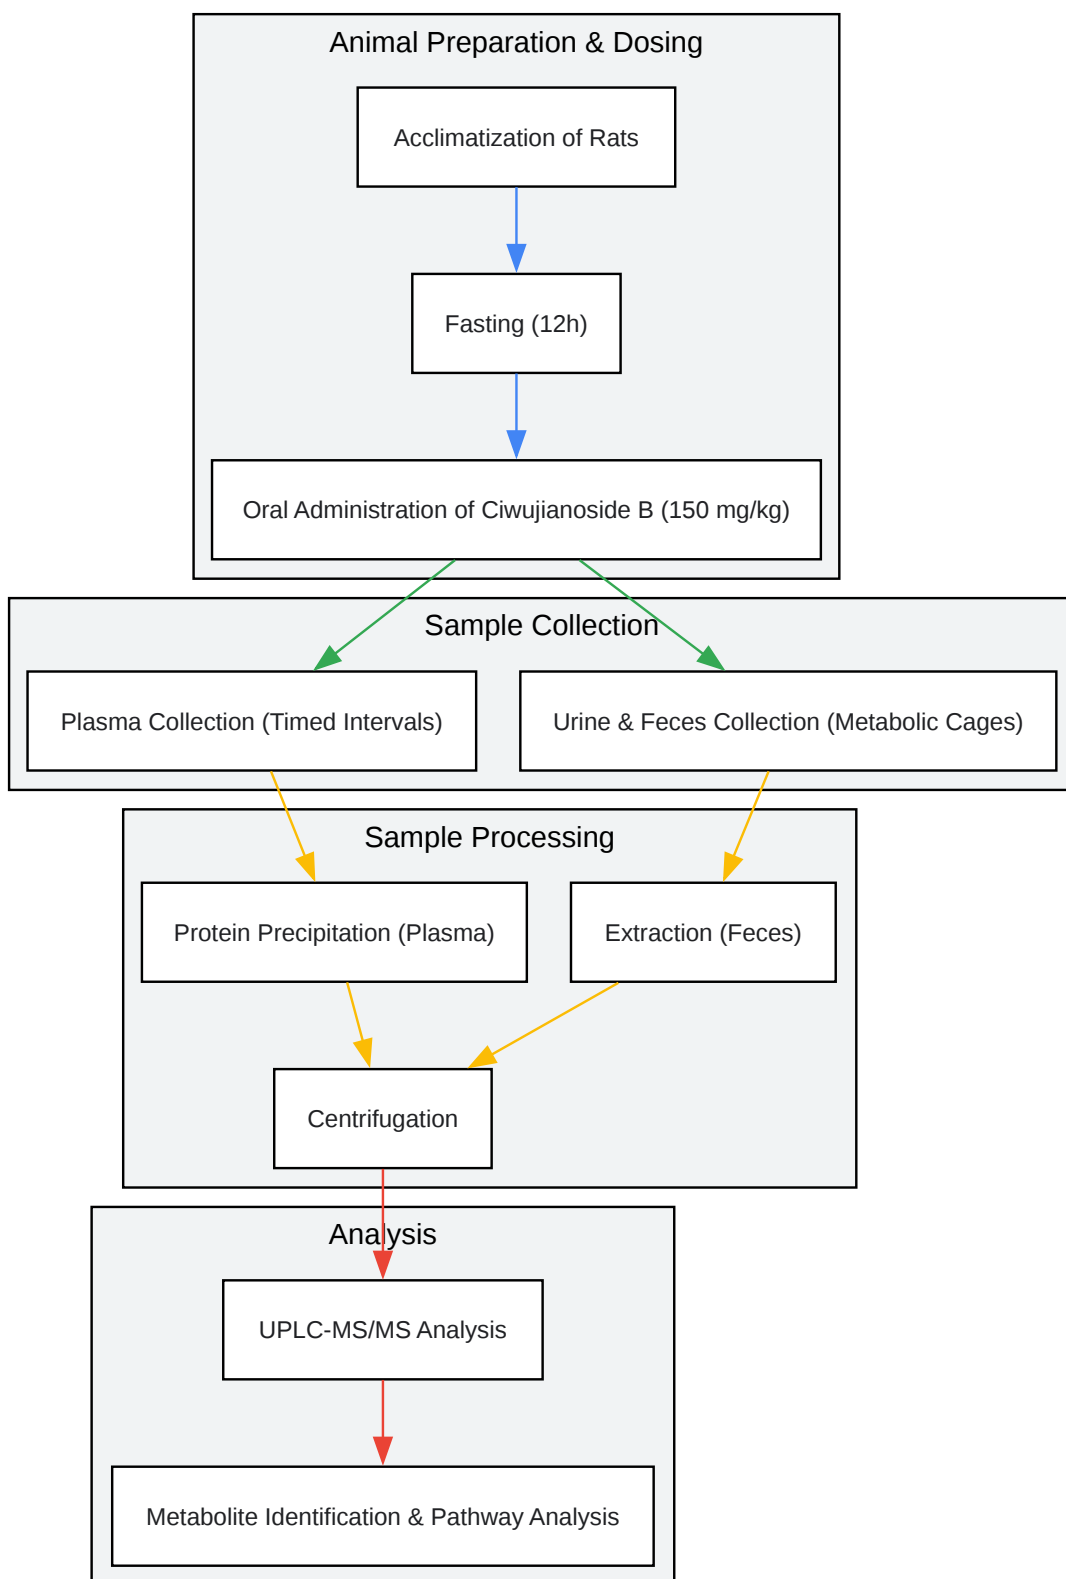 Animal Preparation & Dosing
Acclimatization of Rats
Fasting (12h)
Oral Administration of Ciwujianoside B (150 mg/kg)
Sample Collection
Plasma Collection (Timed Intervals)
Urine & Feces Collection (Metabolic Cages)
Sample Processing
Protein Precipitation (Plasma)
Extraction (Feces)
Centrifugation
Analysis
UPLC-MS/MS Analysis
Metabolite Identification & Pathway Analysis